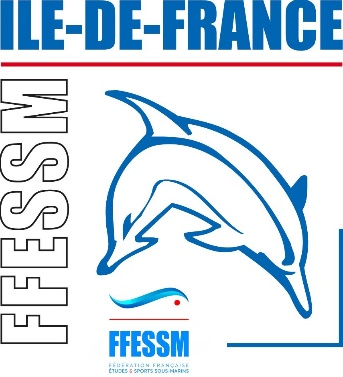 ILE-DE-FRANCE
FFESSM
FFESSM
FÉDÉRATION FRANÇAISE
ÉTUDES & SPORTS SOUS-MARINS